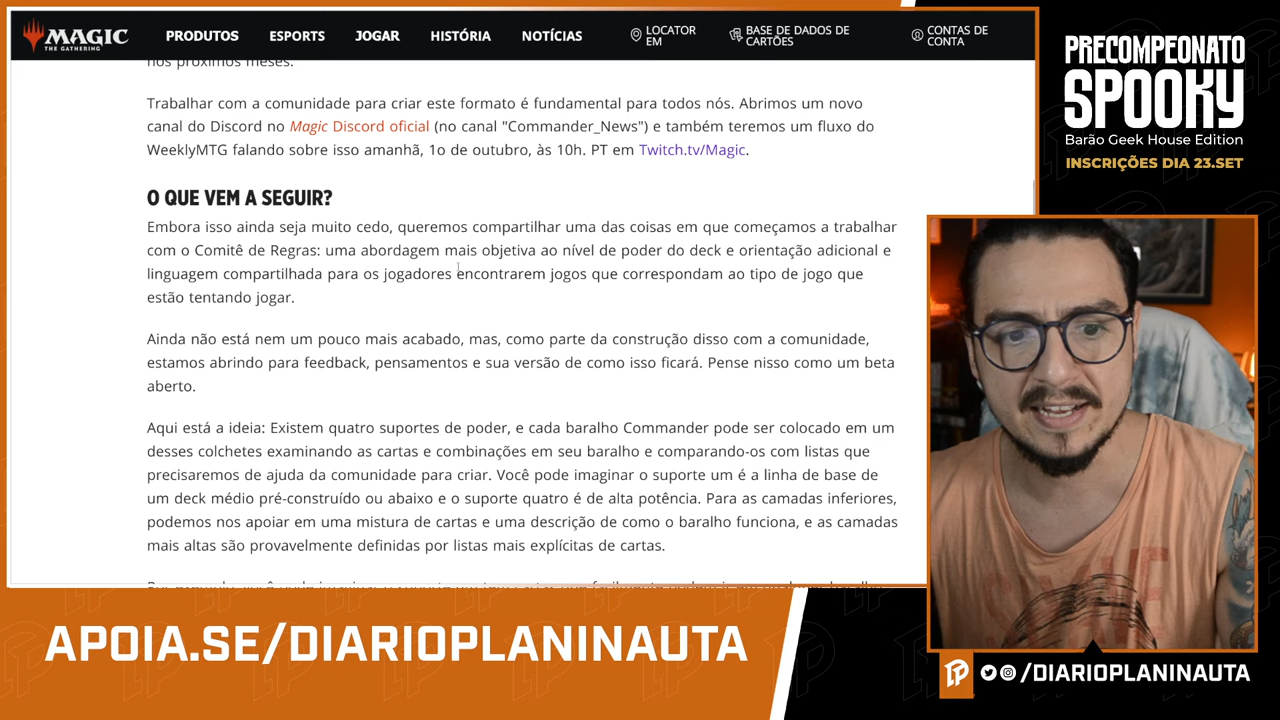 MAGIC
THE GATHERING
PRODUTOS
ESPORTS
JOGAR
HISTÓRIA
NOTÍCIAS
LOCATOR
EM
BASE DE DADOS DE
CARTÕES
CONTAS DE
CONTA
nos próximos meses.
Trabalhar com a comunidade para criar este formato é fundamental para todos nós. Abrimos um novo
canal do Discord no Magic Discord oficial (no canal "Commander_News") e também teremos um fluxo do
WeeklyMTG falando sobre isso amanhã, 1o de outubro, às 10h. PT em Twitch.tv/Magic.
O QUE VEM A SEGUIR?
Embora isso ainda seja muito cedo, queremos compartilhar uma das coisas em que começamos a trabalhar
com o Comitê de Regras: uma abordagem mais objetiva ao nível de poder do deck e orientação adicional e
linguagem compartilhada para os jogadores encontrarem jogos que correspondam ao tipo de jogo que
estão tentando jogar.
Ainda não está nem um pouco mais acabado, mas, como parte da construção disso com a comunidade,
estamos abrindo para feedback, pensamentos e sua versão de como isso ficará. Pense nisso como um beta
aberto.
Aqui está a ideia: Existem quatro suportes de poder, e cada baralho Commander pode ser colocado em um
desses colchetes examinando as cartas e combinações em seu baralho e comparando-os com listas que
precisaremos de ajuda da comunidade para criar. Você pode imaginar o suporte um é a linha de base de
um deck médio pré-construído ou abaixo e o suporte quatro é de alta potência. Para as camadas inferiores,
podemos nos apoiar em uma mistura de cartas e uma descrição de como o baralho funciona, e as camadas
mais altas são provavelmente definidas por listas mais explícitas de cartas.
PRECOMPEONATO
SPOOKY
Barão Geek House Edition
INSCRIÇÕES DIA 23.SET
APOIA.SE/DIARIOPLANINAUTA
/DIARIOPLANINAUTA